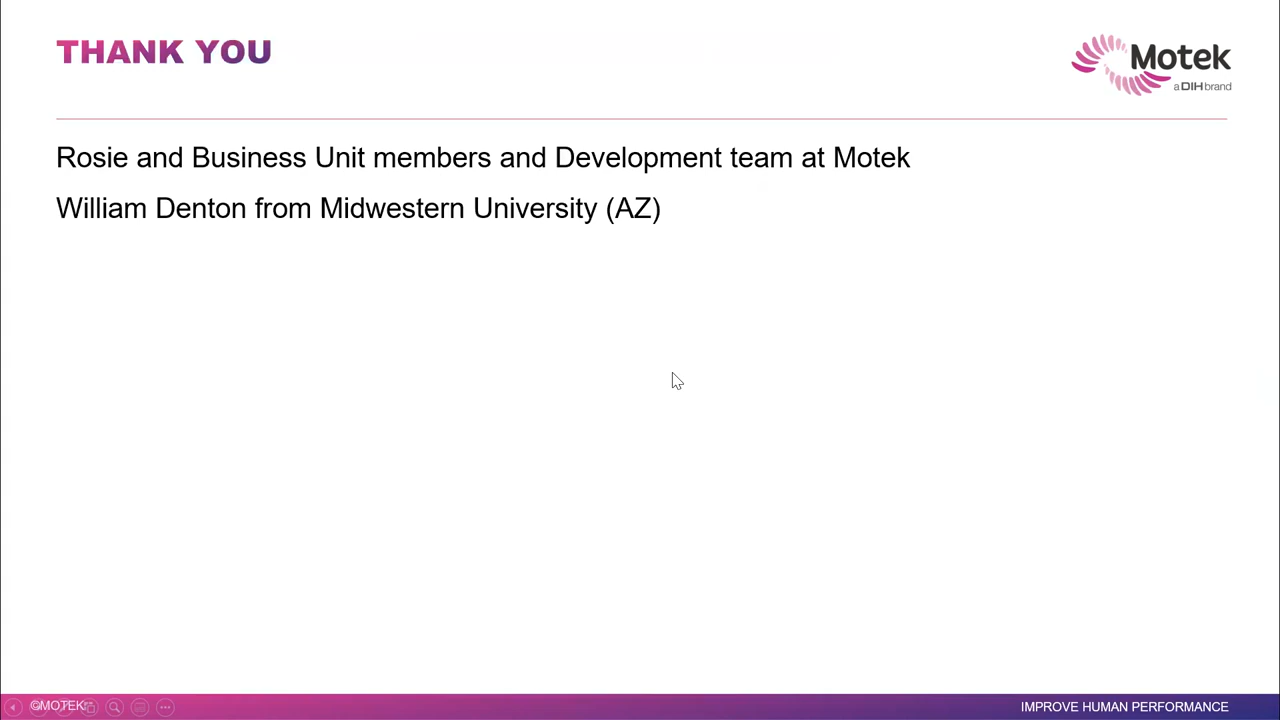 THANK YOU
Motek
a DIH brand
Rosie and Business Unit members and Development team at Motek
William Denton from Midwestern University (AZ)
©MOTEK
IMPROVE HUMAN PERFORMANCE